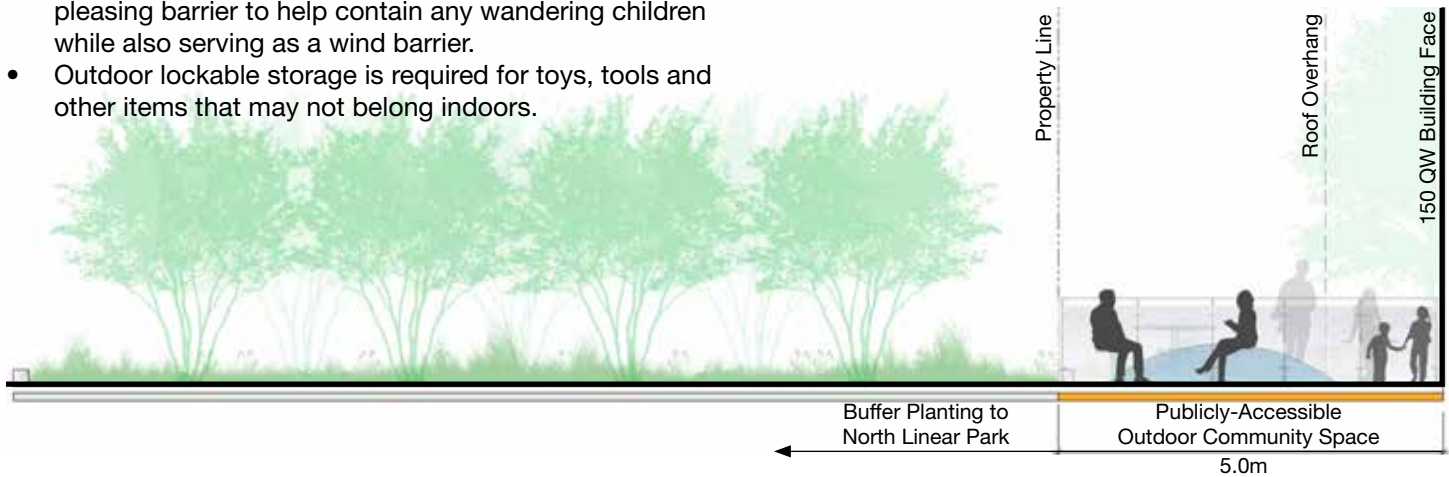 pleasing barrier to help contain any wandering children
while also serving as a wind barrier.
• Outdoor lockable storage is required for toys, tools and
other items that may not belong indoors.
Property Line
Roof Overhang
150 QW Building Face
Buffer Planting to
North Linear Park
Publicly-Accessible
Outdoor Community Space
5.0m